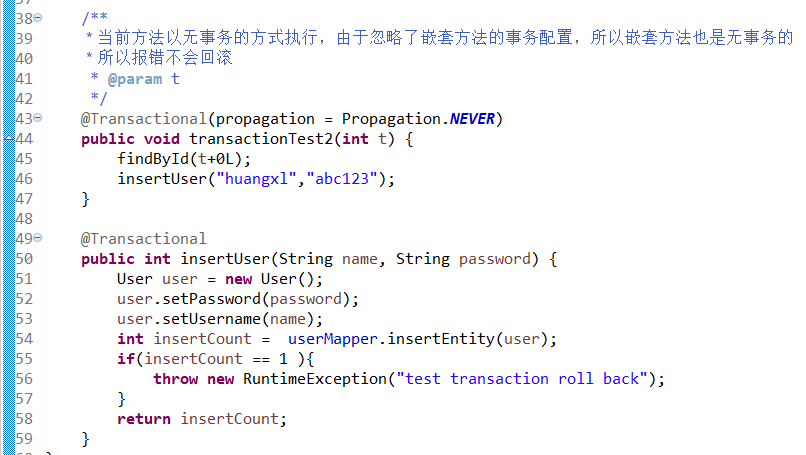 38 /**
39 * 当前方法以无事务的方式执行，由于忽略了嵌套方法的事务配置，所以嵌套方法也是无事务的
40 * 所以报错不会回滚
41 * @param t
42 */
43 @Transactional(propagation = Propagation.NEVER)
44 public void transactionTest2(int t) {
45 findById(t+0L);
46 insertUser("huangxl","abc123");
47 }
48
49 @Transactional
50 public int insertUser(String name, String password) {
51 User user = new User();
52 user.setPassword(password);
53 user.setUsername(name);
54 int insertCount =  userMapper.insertEntity(user);
55 if(insertCount == 1 ){
56 throw new RuntimeException("test transaction roll back");
57 }
58 return insertCount;
59 }